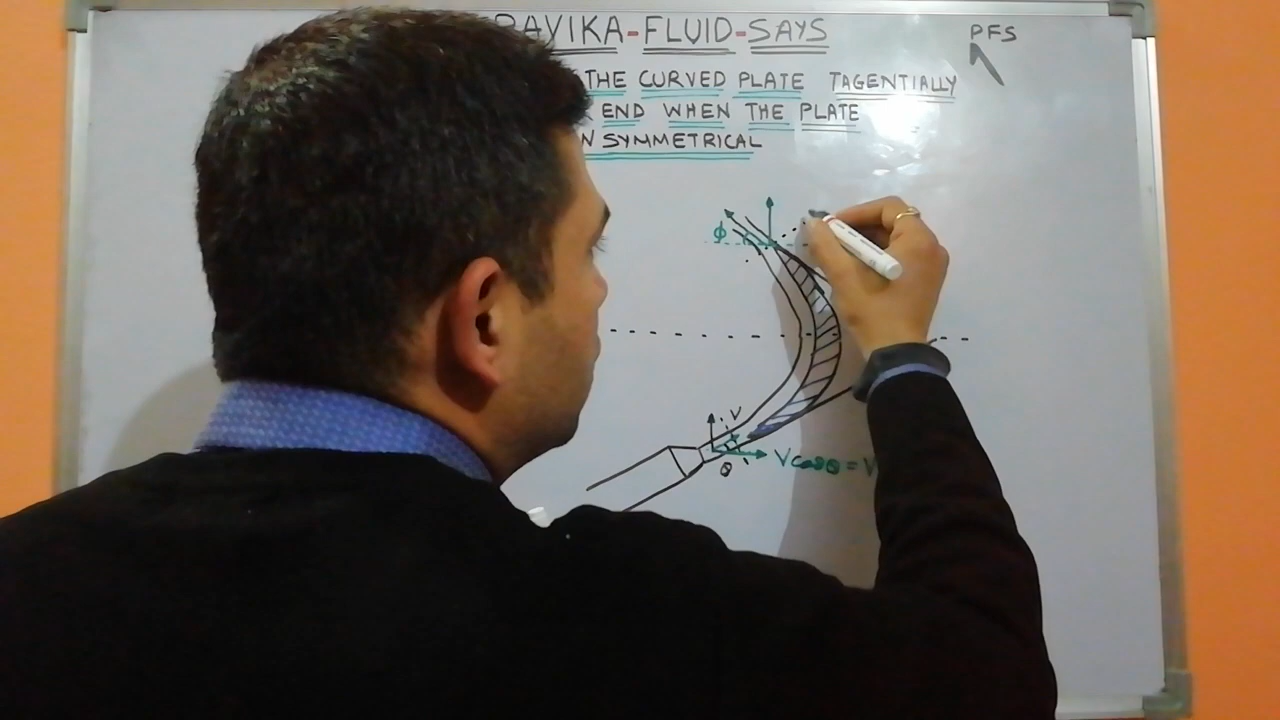 RAVIKA-FLUID-SAYS
PFS
THE CURVED PLATE TAGENTIALLY
END WHEN THE PLATE
N SYMMETRICAL
ϕ
V
Vcosθ = V
θ